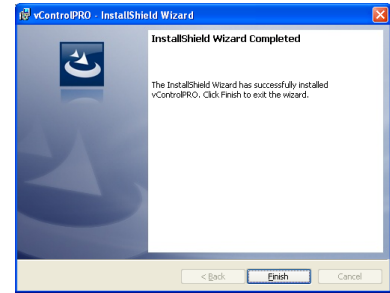 vControlPRO - InstallShield Wizard
InstallShield Wizard Completed
The InstallShield Wizard has successfully installed
vControlPRO. Click Finish to exit the wizard.
< Back
Finish
Cancel